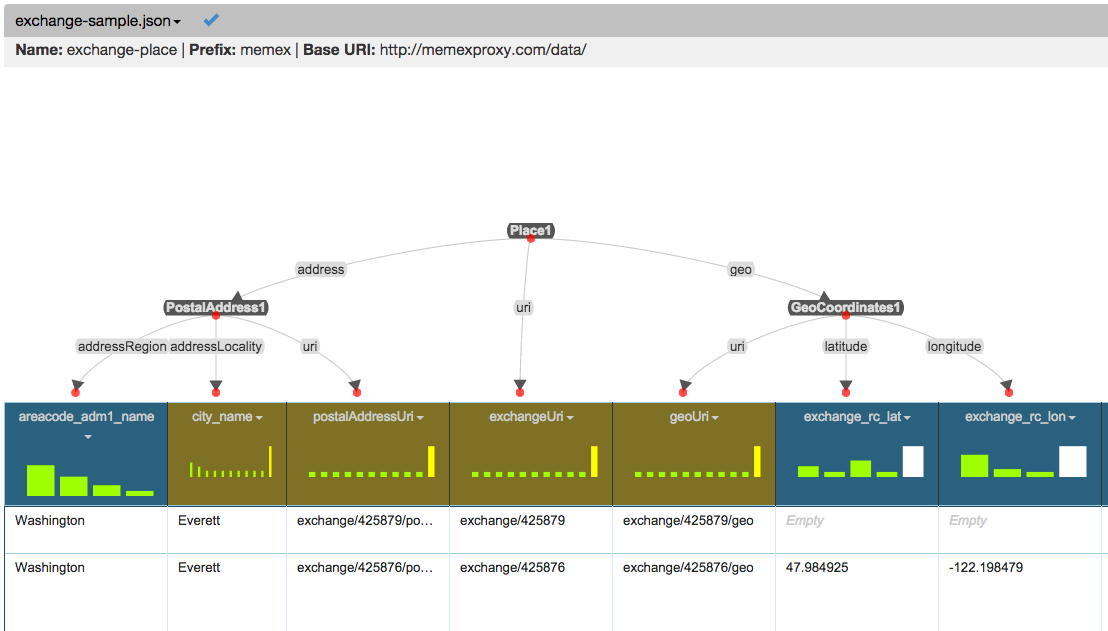 exchange-sample.json
Name: exchange-place | Prefix: memex | Base URI: http://memexproxy.com/data/
Place1
address
geo
PostalAddress1
uri
GeoCoordinates1
addressRegion addressLocality uri
uri latitude longitude
areacode_adm1_name city_name postalAddressUri exchangeUri geoUri exchange_rc_lat exchange_rc_lon
Washington Everett exchange/425879/po... exchange/425879 exchange/425879/geo Empty Empty
Washington Everett exchange/425876/po... exchange/425876 exchange/425876/geo 47.984925 -122.198479